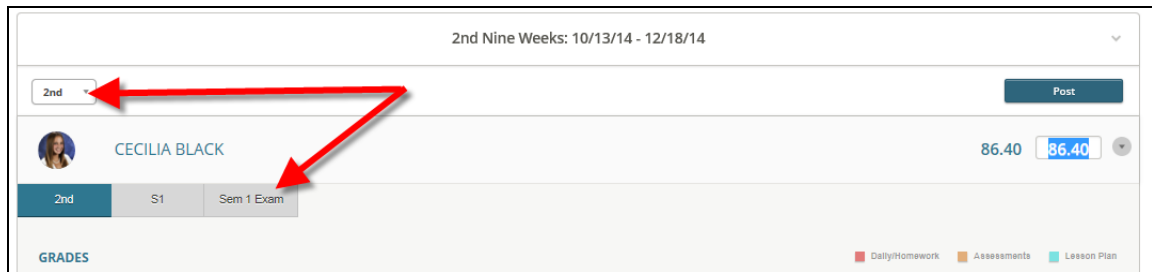 2nd Nine Weeks: 10/13/14 - 12/18/14
2nd
Post
CECILIA BLACK
86.40
86.40
2nd
S1
Sem 1 Exam
GRADES
Daily/Homework
Assessments
Lesson Plan